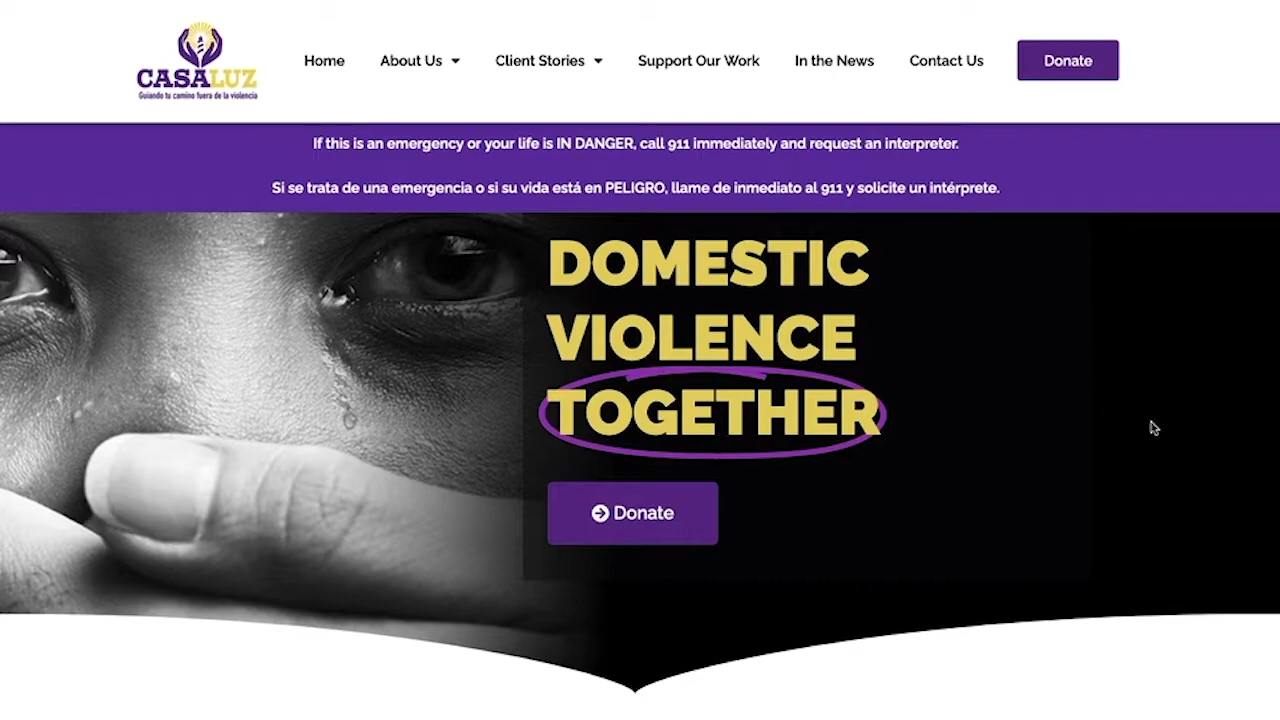 CASALUZ
Guiando tu camino fuera de la violencia
Home
About Us
Client Stories
Support Our Work
In the News
Contact Us
Donate
If this is an emergency or your life is IN DANGER, call 911 immediately and request an interpreter.
Si se trata de una emergencia o si su vida está en PELIGRO, llame de inmediato al 911 y solicite un intérprete.
DOMESTIC
VIOLENCE
TOGETHER
Donate